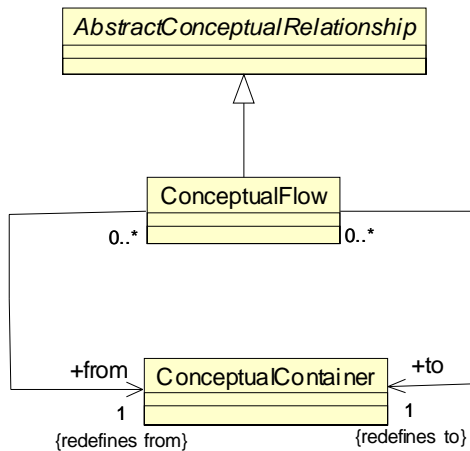 AbstractConceptualRelationship
ConceptualFlow
0..*
0..*
+from
ConceptualContainer
+to
1
1
{redefines from}
{redefines to}